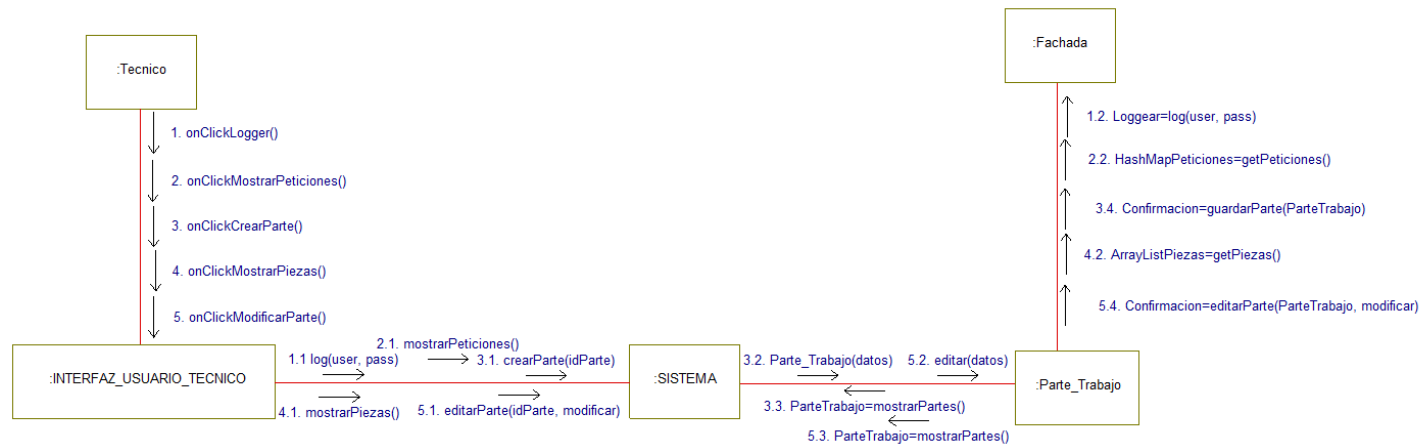 :Tecnico
:Fachada
1. onClickLogger()
2. onClickMostrarPeticiones()
3. onClickCrearParte()
4. onClickMostrarPiezas()
5. onClickModificarParte()
1.2. Loggear=log(user, pass)
2.2. HashMapPeticiones=getPeticiones()
3.4. Confirmacion=guardarParte(ParteTrabajo)
4.2. ArrayListPiezas=getPiezas()
5.4. Confirmacion=editarParte(ParteTrabajo, modificar)
:INTERFAZ_USUARIO_TECNICO
2.1. mostrarPeticiones()
1.1 log(user, pass)
3.1. crearParte(idParte)
4.1. mostrarPiezas()
5.1. editarParte(idParte, modificar)
:SISTEMA
3.2. Parte_Trabajo(datos)
5.2. editar(datos)
3.3. ParteTrabajo=mostrarPartes()
5.3. ParteTrabajo=mostrarPartes()
:Parte_Trabajo